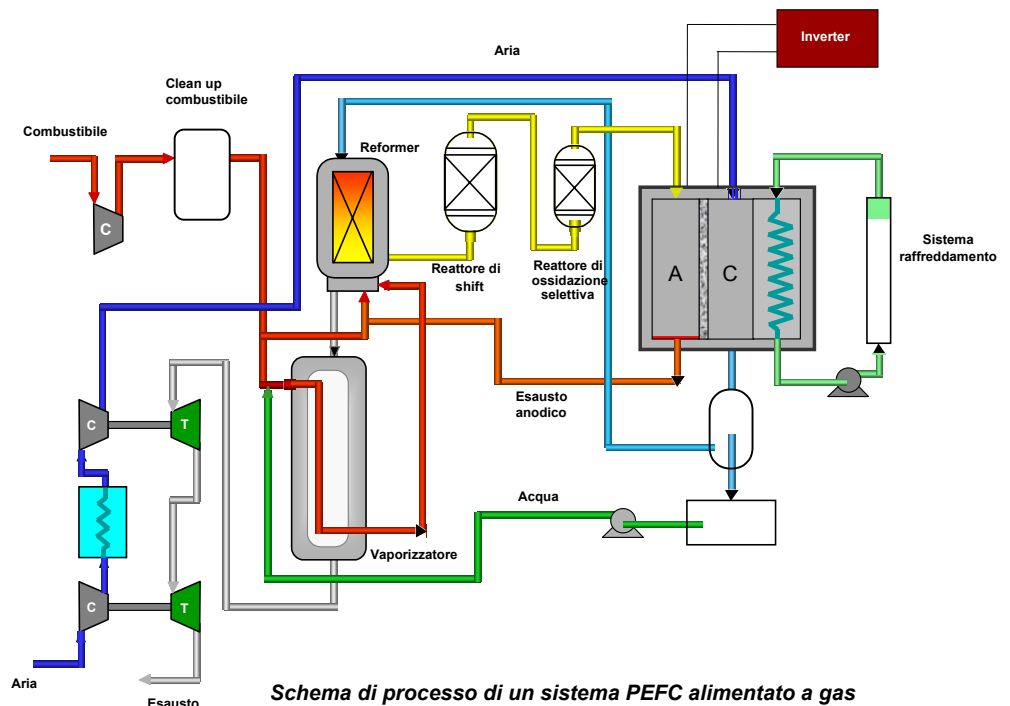 Inverter
Aria
Clean up
combustibile
Combustibile
Reformer
C
Reattore di
shift
Reattore di
ossidazione
selettiva
A
C
Sistema
raffreddamento
Esausto
anodico
C
T
Acqua
Vaporizzatore
C
T
Aria
Esausto
Schema di processo di un sistema PEFC alimentato a gas